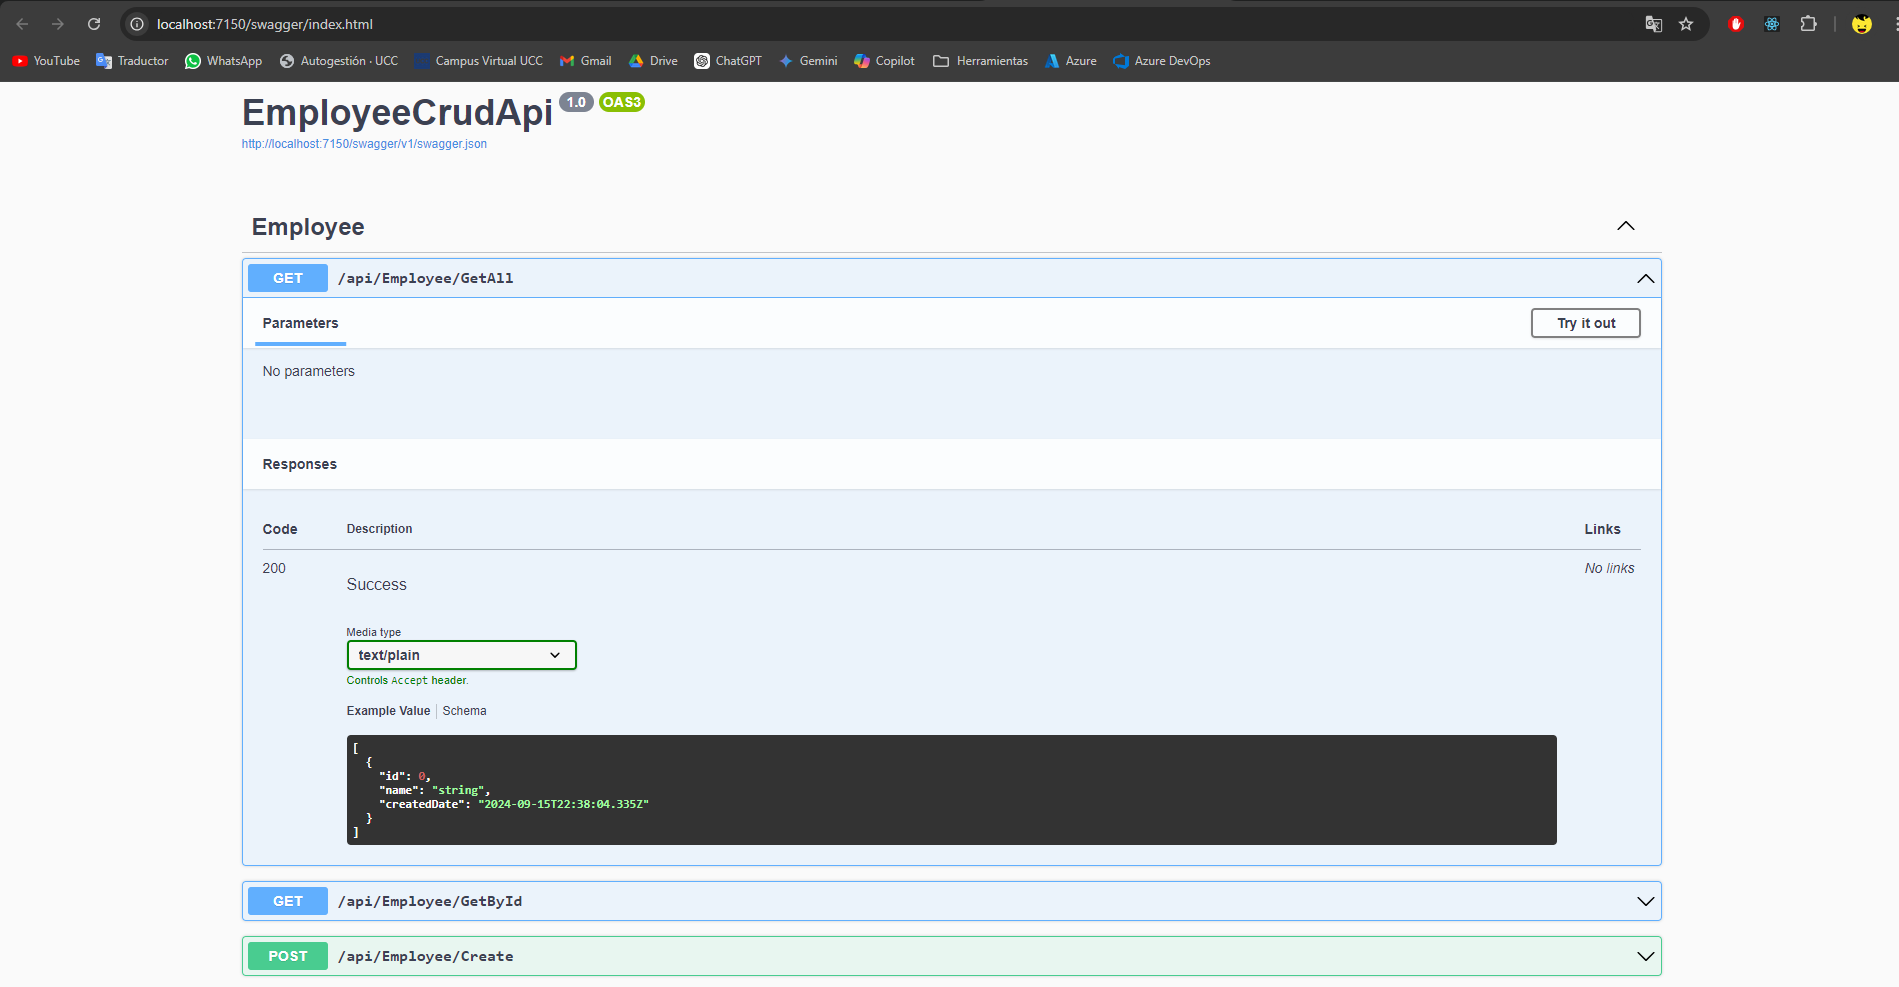 localhost:7150/swagger/index.html
YouTube Traductor WhatsApp Autogestión · UCC Campus Virtual UCC Gmail Drive ChatGPT Gemini Copilot Herramientas Azure Azure DevOps
EmployeeCrudApi 1.0 OAS3
http://localhost:7150/swagger/v1/swagger.json
Employee
GET /api/Employee/GetAll
Parameters Try it out
No parameters
Responses
Code Description Links
200 Success No links
Media type
text/plain
Controls Accept header.
Example Value Schema
[
{
"id": 0,
"name": "string",
"createdDate": "2024-09-15T22:38:04.335Z"
}
]
GET /api/Employee/GetById
POST /api/Employee/Create